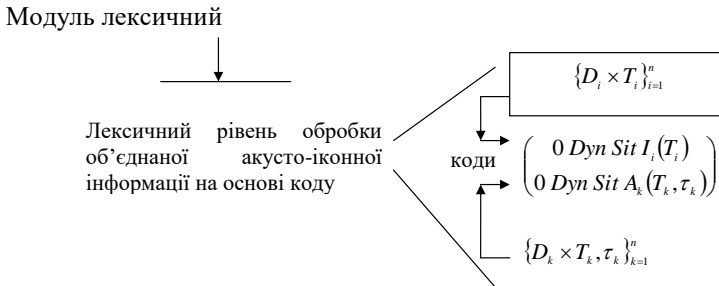 Модуль лексичний
{D_i × T_i}_{i=1}^n
Лексичний рівень обробки
об’єднаної акусто-іконної
інформації на основі коду
коди
0 Dyn Sit I_i(T_i)
0 Dyn Sit A_k(T_k, τ_k)
{D_k × T_k, τ_k}_{k=1}^n